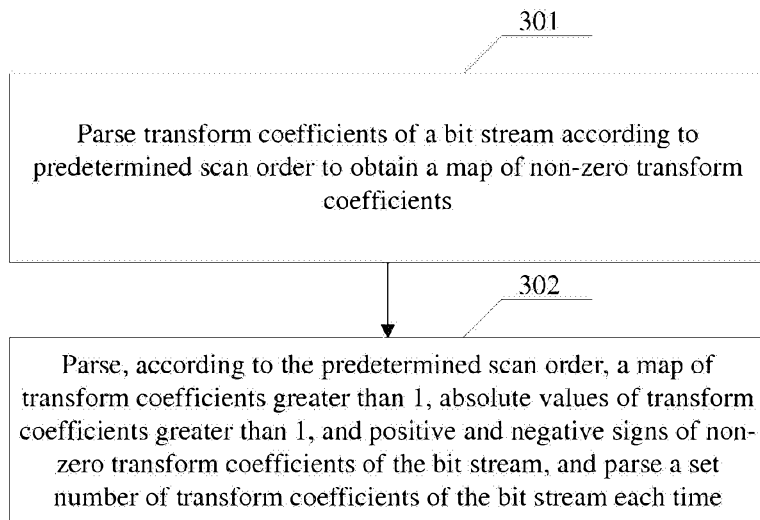 301
Parse transform coefficients of a bit stream according to
predetermined scan order to obtain a map of non-zero transform
coefficients
302
Parse, according to the predetermined scan order, a map of
transform coefficients greater than 1, absolute values of transform
coefficients greater than 1, and positive and negative signs of non-
zero transform coefficients of the bit stream, and parse a set
number of transform coefficients of the bit stream each time